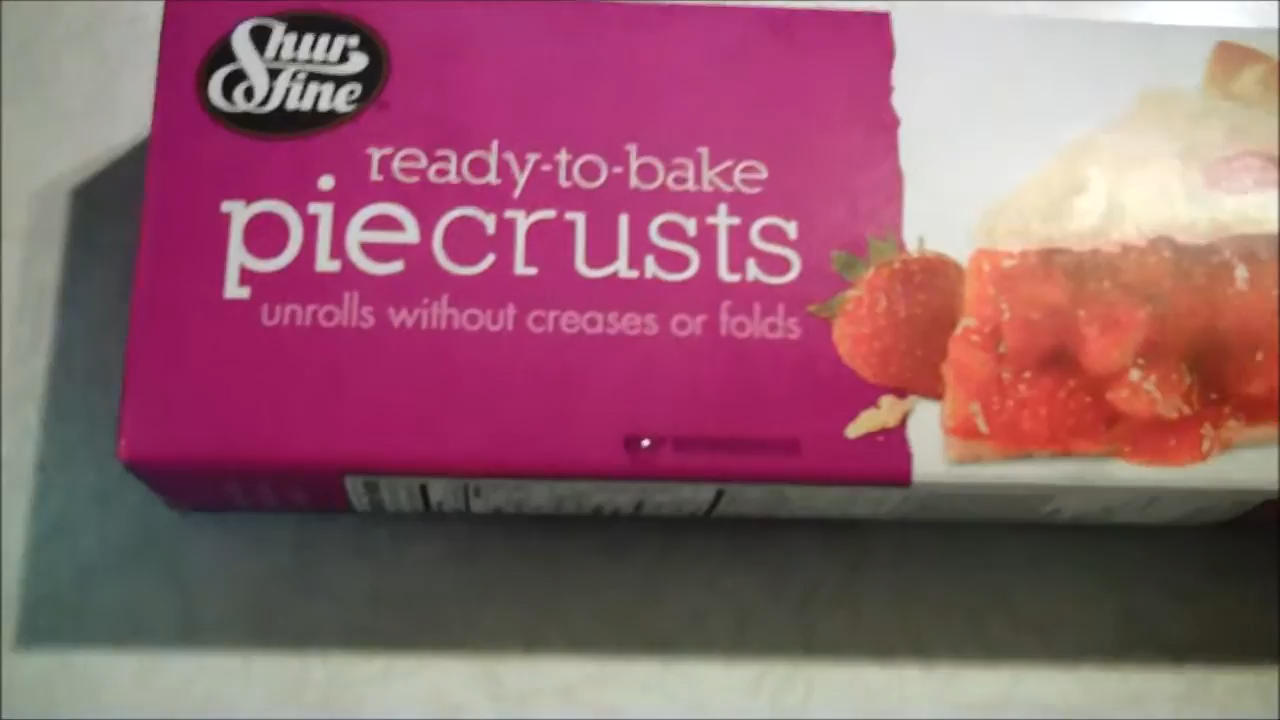 Shur
fine
ready-to-bake
piecrusts
unrolls without creases or folds